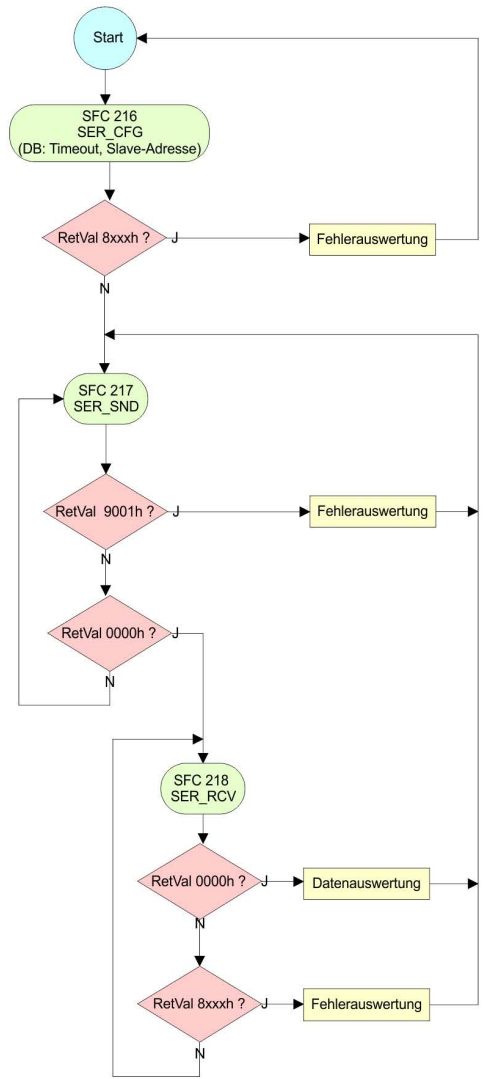 Start
SFC 216
SER_CFG
(DB: Timeout, Slave-Adresse)
RetVal 8xxxh ?
J
Fehlerauswertung
N
SFC 217
SER_SND
RetVal 9001h ?
J
Fehlerauswertung
N
RetVal 0000h ?
J
N
SFC 218
SER_RCV
RetVal 0000h ?
J
Datenauswertung
N
RetVal 8xxxh ?
J
Fehlerauswertung
N